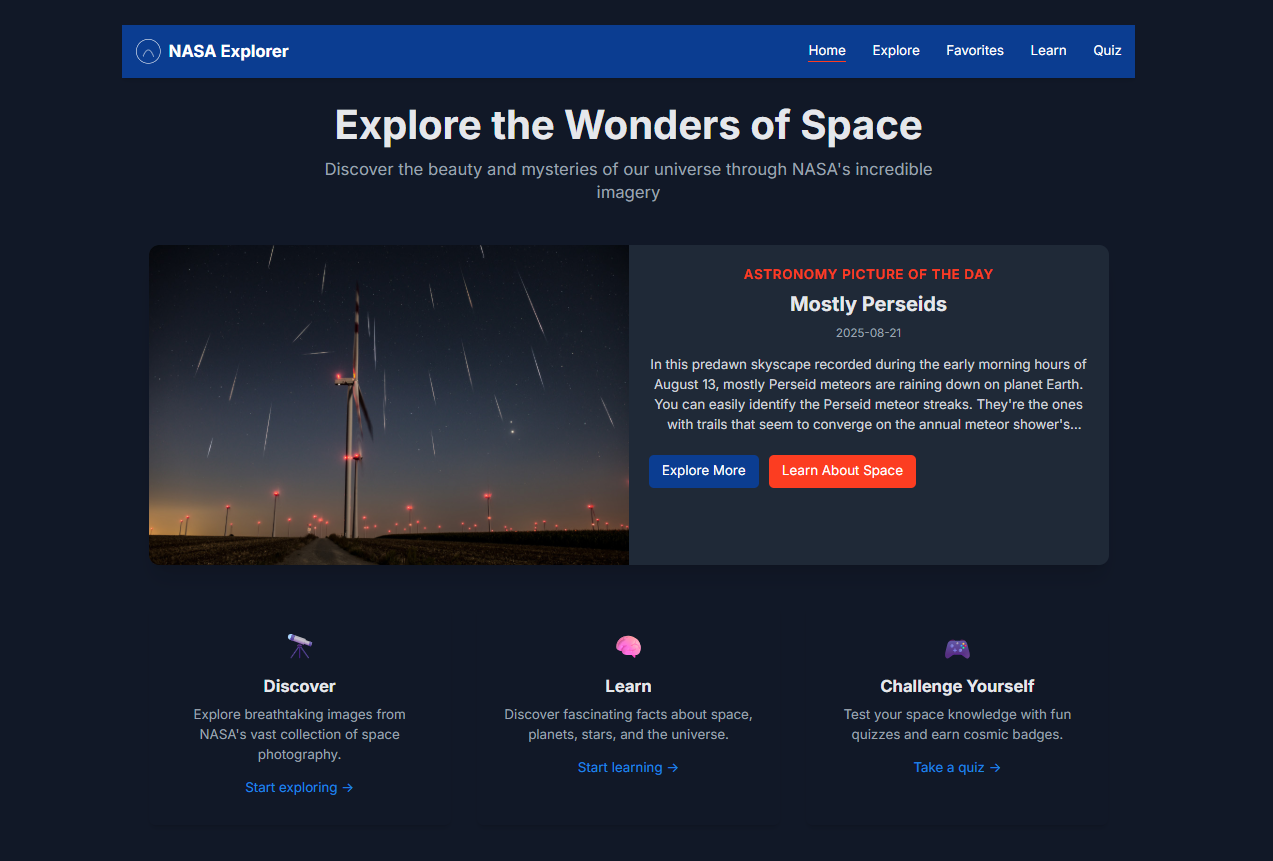 NASA Explorer
Home Explore Favorites Learn Quiz
Explore the Wonders of Space
Discover the beauty and mysteries of our universe through NASA's incredible
imagery
ASTRONOMY PICTURE OF THE DAY
Mostly Perseids
2025-08-21
In this predawn skyscape recorded during the early morning hours of
August 13, mostly Perseid meteors are raining down on planet Earth.
You can easily identify the Perseid meteor streaks. They're the ones
with trails that seem to converge on the annual meteor shower's...
Explore More
Learn About Space
Discover
Explore breathtaking images from
NASA's vast collection of space
photography.
Start exploring →
Learn
Discover fascinating facts about space,
planets, stars, and the universe.
Start learning →
Challenge Yourself
Test your space knowledge with fun
quizzes and earn cosmic badges.
Take a quiz →